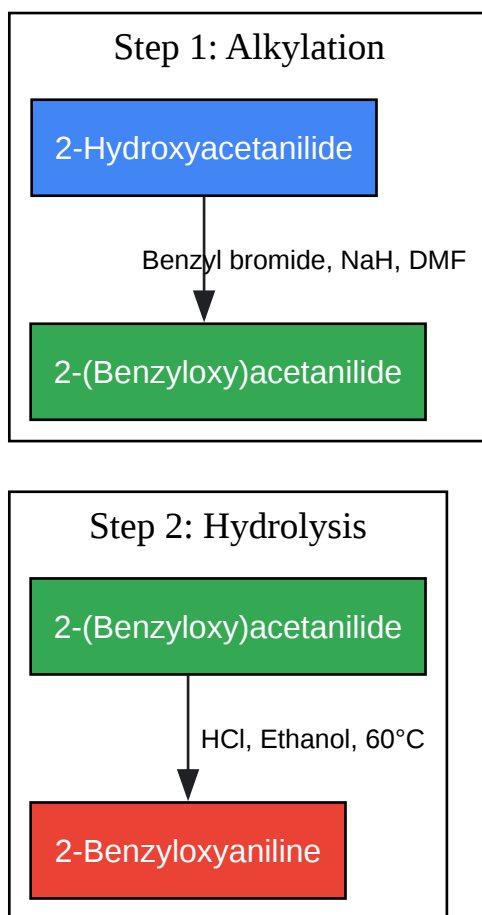 Step 1: Alkylation
2-Hydroxyacetanilide
Benzyl bromide, NaH, DMF
2-(Benzyloxy)acetanilide
Step 2: Hydrolysis
2-(Benzyloxy)acetanilide
HCl, Ethanol, 60°C
2-Benzyloxyaniline